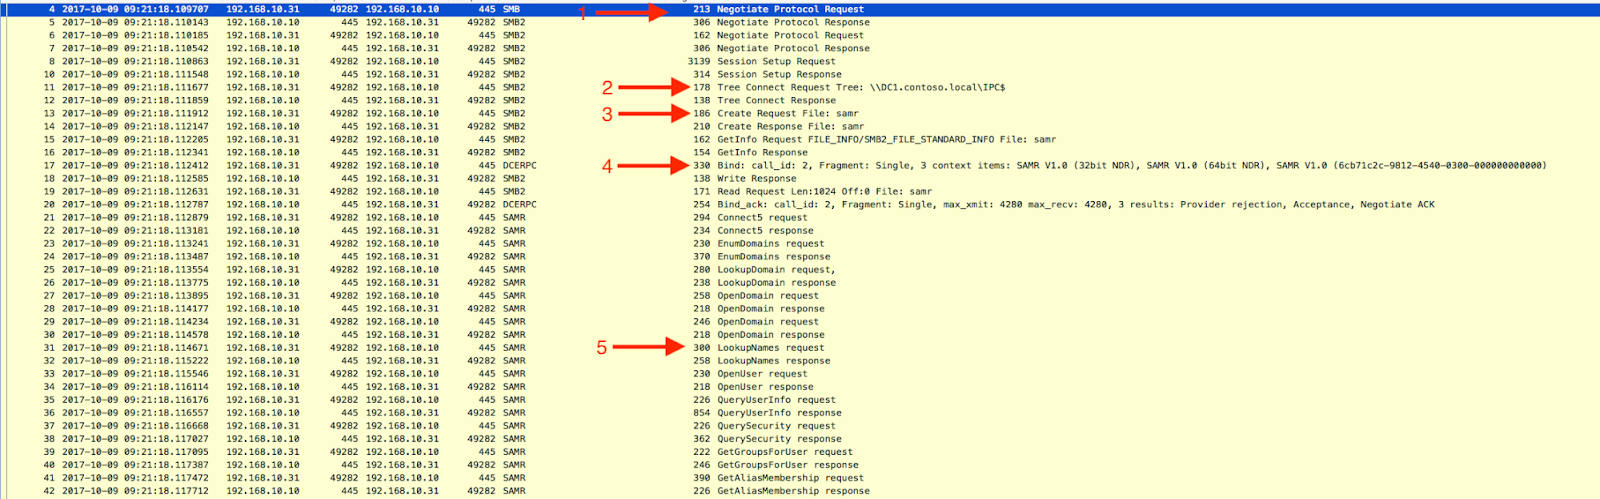 4 2017-10-09 09:21:18.109707 192.168.10.31 49282 192.168.10.10 445 SMB 1 213 Negotiate Protocol Request
5 2017-10-09 09:21:18.110143 192.168.10.10 445 192.168.10.31 49282 SMB2 306 Negotiate Protocol Response
6 2017-10-09 09:21:18.110185 192.168.10.31 49282 192.168.10.10 445 SMB2 162 Negotiate Protocol Request
7 2017-10-09 09:21:18.110542 192.168.10.10 445 192.168.10.31 49282 SMB2 306 Negotiate Protocol Response
8 2017-10-09 09:21:18.110863 192.168.10.31 49282 192.168.10.10 445 SMB2 3139 Session Setup Request
10 2017-10-09 09:21:18.111548 192.168.10.10 445 192.168.10.31 49282 SMB2 314 Session Setup Response
11 2017-10-09 09:21:18.111677 192.168.10.31 49282 192.168.10.10 445 SMB2 2 178 Tree Connect Request Tree: \\DC1.contoso.local\IPC$
12 2017-10-09 09:21:18.111859 192.168.10.10 445 192.168.10.31 49282 SMB2 138 Tree Connect Response
13 2017-10-09 09:21:18.111912 192.168.10.31 49282 192.168.10.10 445 SMB2 3 186 Create Request File: samr
14 2017-10-09 09:21:18.112147 192.168.10.10 445 192.168.10.31 49282 SMB2 210 Create Response File: samr
15 2017-10-09 09:21:18.112205 192.168.10.31 49282 192.168.10.10 445 SMB2 162 GetInfo Request FILE_INFO/SMB2_FILE_STANDARD_INFO File: samr
16 2017-10-09 09:21:18.112341 192.168.10.10 445 192.168.10.31 49282 SMB2 154 GetInfo Response
17 2017-10-09 09:21:18.112412 192.168.10.31 49282 192.168.10.10 445 DCERPC 4 330 Bind: call_id: 2, Fragment: Single, 3 context items: SAMR V1.0 (32bit NDR), SAMR V1.0 (64bit NDR), SAMR V1.0 (6cb71c2c-9812-4540-0300-000000000000)
18 2017-10-09 09:21:18.112585 192.168.10.10 445 192.168.10.31 49282 SMB2 138 Write Response
19 2017-10-09 09:21:18.112631 192.168.10.31 49282 192.168.10.10 445 SMB2 171 Read Request Len:1024 Off:0 File: samr
20 2017-10-09 09:21:18.112787 192.168.10.10 445 192.168.10.31 49282 DCERPC 254 Bind_ack: call_id: 2, Fragment: Single, max_xmit: 4280 max_recv: 4280, 3 results: Provider rejection, Acceptance, Negotiate ACK
21 2017-10-09 09:21:18.112879 192.168.10.31 49282 192.168.10.10 445 SAMR 294 Connect5 request
22 2017-10-09 09:21:18.113181 192.168.10.10 445 192.168.10.31 49282 SAMR 234 Connect5 response
23 2017-10-09 09:21:18.113241 192.168.10.31 49282 192.168.10.10 445 SAMR 230 EnumDomains request
24 2017-10-09 09:21:18.113487 192.168.10.10 445 192.168.10.31 49282 SAMR 370 EnumDomains response
25 2017-10-09 09:21:18.113554 192.168.10.31 49282 192.168.10.10 445 SAMR 280 LookupDomain request,
26 2017-10-09 09:21:18.113775 192.168.10.10 445 192.168.10.31 49282 SAMR 238 LookupDomain response
27 2017-10-09 09:21:18.113895 192.168.10.31 49282 192.168.10.10 445 SAMR 258 OpenDomain request
28 2017-10-09 09:21:18.114177 192.168.10.10 445 192.168.10.31 49282 SAMR 218 OpenDomain response
29 2017-10-09 09:21:18.114234 192.168.10.31 49282 192.168.10.10 445 SAMR 246 OpenDomain request
30 2017-10-09 09:21:18.114578 192.168.10.10 445 192.168.10.31 49282 SAMR 218 OpenDomain response
31 2017-10-09 09:21:18.114671 192.168.10.31 49282 192.168.10.10 445 SAMR 5 300 LookupNames request
32 2017-10-09 09:21:18.115222 192.168.10.10 445 192.168.10.31 49282 SAMR 258 LookupNames response
33 2017-10-09 09:21:18.115546 192.168.10.31 49282 192.168.10.10 445 SAMR 230 OpenUser request
34 2017-10-09 09:21:18.116114 192.168.10.10 445 192.168.10.31 49282 SAMR 218 OpenUser response
35 2017-10-09 09:21:18.116176 192.168.10.31 49282 192.168.10.10 445 SAMR 226 QueryUserInfo request
36 2017-10-09 09:21:18.116557 192.168.10.10 445 192.168.10.31 49282 SAMR 854 QueryUserInfo response
37 2017-10-09 09:21:18.116668 192.168.10.31 49282 192.168.10.10 445 SAMR 226 QuerySecurity request
38 2017-10-09 09:21:18.117027 192.168.10.10 445 192.168.10.31 49282 SAMR 362 QuerySecurity response
39 2017-10-09 09:21:18.117095 192.168.10.31 49282 192.168.10.10 445 SAMR 222 GetGroupsForUser request
40 2017-10-09 09:21:18.117387 192.168.10.10 445 192.168.10.31 49282 SAMR 246 GetGroupsForUser response
41 2017-10-09 09:21:18.117472 192.168.10.31 49282 192.168.10.10 445 SAMR 390 GetAliasMembership request
42 2017-10-09 09:21:18.117712 192.168.10.10 445 192.168.10.31 49282 SAMR 226 GetAliasMembership response